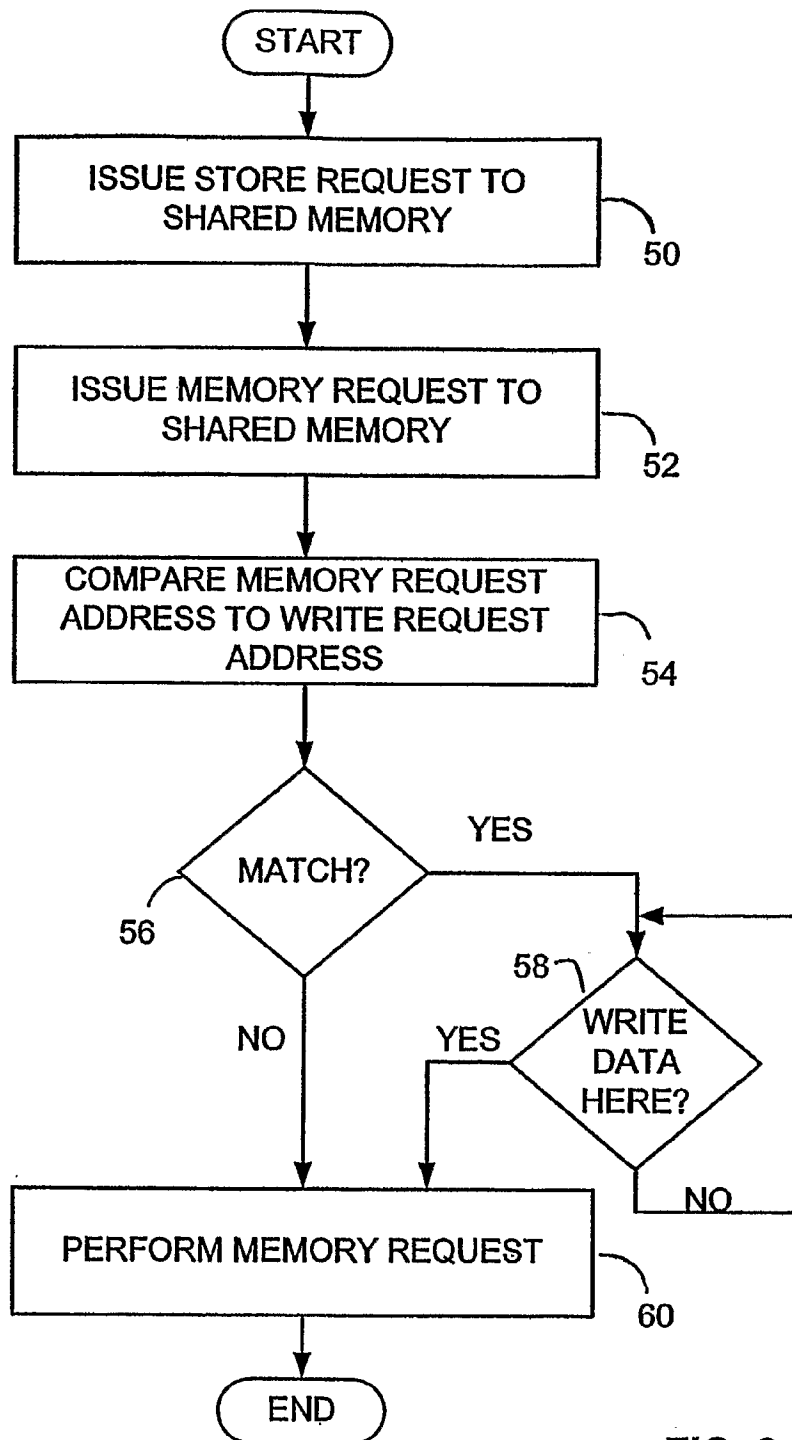 START
ISSUE STORE REQUEST TO
SHARED MEMORY
50
ISSUE MEMORY REQUEST TO
SHARED MEMORY
52
COMPARE MEMORY REQUEST
ADDRESS TO WRITE REQUEST
ADDRESS
54
MATCH?
YES
56
58
WRITE
DATA
HERE?
NO
YES
NO
PERFORM MEMORY REQUEST
60
END